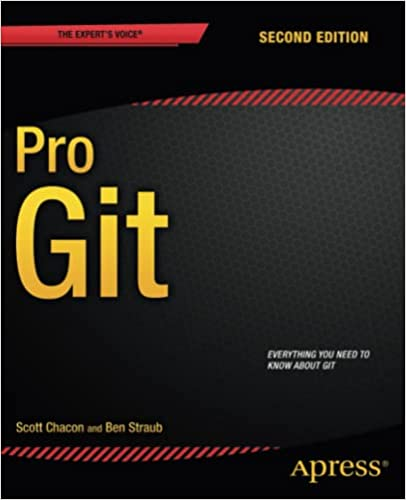 THE EXPERT'S VOICE®
SECOND EDITION
Pro
Git
EVERYTHING YOU NEED TO
KNOW ABOUT GIT
Scott Chacon and Ben Straub
Apress®